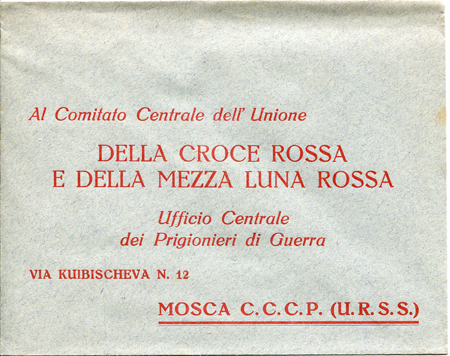 Al Comitato Centrale dell' Unione
DELLA CROCE ROSSA
E DELLA MEZZA LUNA ROSSA
Ufficio Centrale
dei Prigionieri di Guerra
VIA KUIBISCHEVA N. 12
MOSCA C. C. C. P. (U. R. S. S.)